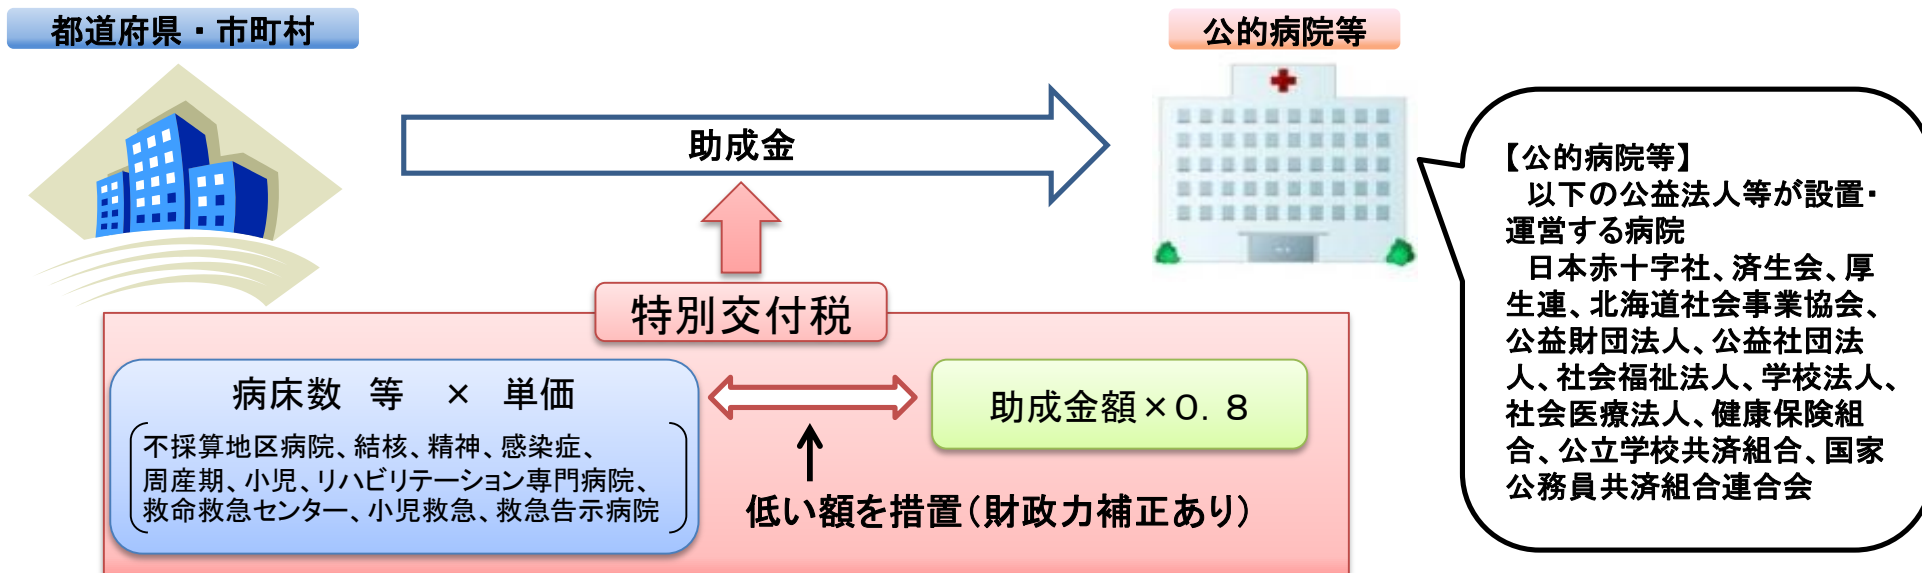 都道府県・市町村
公的病院等
助成金
特別交付税
病床数 等 × 単価
不採算地区病院、結核、精神、感染症、
周産期、小児、リハビリテーション専門病院、
救命救急センター、小児救急、救急告示病院
助成金額×０．８
低い額を措置（財政力補正あり）
【公的病院等】
以下の公益法人等が設置・
運営する病院
日本赤十字社、済生会、厚
生連、北海道社会事業協会、
公益財団法人、公益社団法
人、社会福祉法人、学校法人、
社会医療法人、健康保険組
合、公立学校共済組合、国家
公務員共済組合連合会